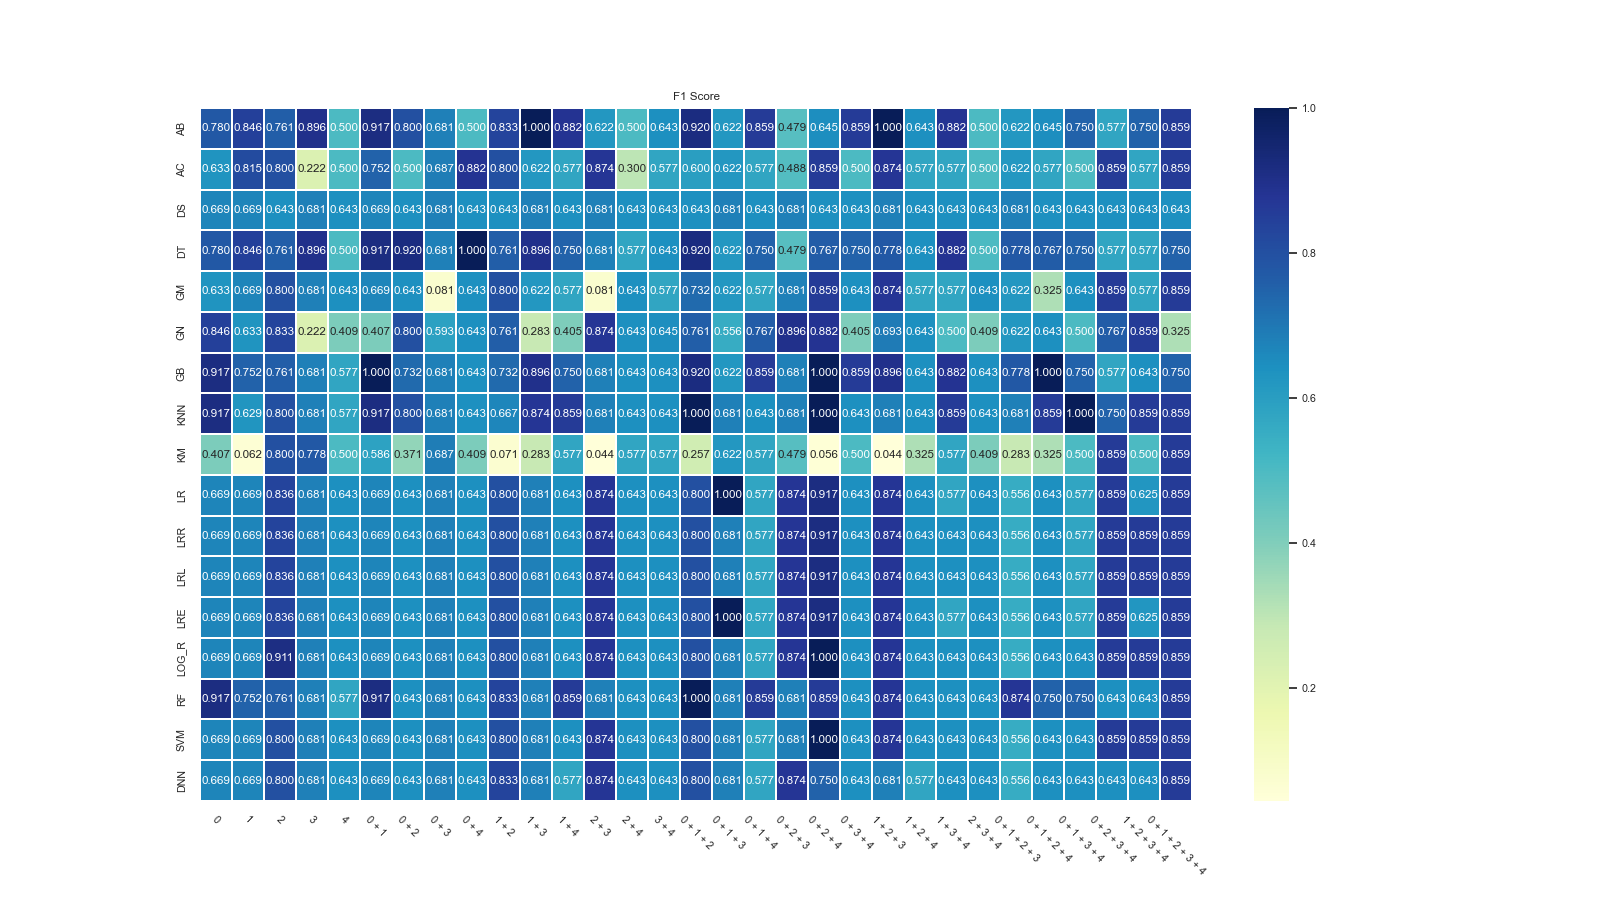 F1 Score
AB 0.780 0.846 0.761 0.896 0.500 0.917 0.800 0.681 0.500 0.833 1.000 0.882 0.622 0.500 0.643 0.920 0.622 0.859 0.479 0.645 0.859 1.000 0.643 0.882 0.500 0.622 0.645 0.750 0.577 0.750 0.859
AC 0.633 0.815 0.800 0.222 0.500 0.752 0.500 0.687 0.882 0.800 0.622 0.577 0.874 0.300 0.577 0.600 0.622 0.577 0.488 0.859 0.500 0.874 0.577 0.577 0.500 0.622 0.577 0.500 0.859 0.577 0.859
DS 0.669 0.669 0.643 0.681 0.643 0.669 0.643 0.681 0.643 0.643 0.681 0.643 0.681 0.643 0.643 0.643 0.681 0.643 0.681 0.643 0.643 0.681 0.643 0.643 0.643 0.681 0.643 0.643 0.643 0.643 0.643
DT 0.780 0.846 0.761 0.896 0.500 0.917 0.920 0.681 1.000 0.761 0.896 0.750 0.681 0.577 0.643 0.920 0.622 0.750 0.479 0.767 0.750 0.778 0.643 0.882 0.500 0.778 0.767 0.750 0.577 0.577 0.750
GM 0.633 0.669 0.800 0.681 0.643 0.669 0.643 0.081 0.643 0.800 0.622 0.577 0.081 0.643 0.577 0.732 0.622 0.577 0.681 0.859 0.643 0.874 0.577 0.577 0.643 0.622 0.325 0.643 0.859 0.577 0.859
GN 0.846 0.633 0.833 0.222 0.409 0.407 0.800 0.593 0.643 0.761 0.283 0.405 0.874 0.643 0.645 0.761 0.556 0.767 0.896 0.882 0.405 0.693 0.643 0.500 0.409 0.622 0.643 0.500 0.767 0.859 0.325
GB 0.917 0.752 0.761 0.681 0.577 1.000 0.732 0.681 0.643 0.732 0.896 0.750 0.681 0.643 0.643 0.920 0.622 0.859 0.681 1.000 0.859 0.896 0.643 0.882 0.643 0.778 1.000 0.750 0.577 0.643 0.750
KNN 0.917 0.629 0.800 0.681 0.577 0.917 0.800 0.681 0.643 0.667 0.874 0.859 0.681 0.643 0.643 1.000 0.681 0.643 0.681 1.000 0.643 0.681 0.643 0.859 0.643 0.681 0.859 1.000 0.750 0.859 0.859
KM 0.407 0.062 0.800 0.778 0.500 0.586 0.371 0.687 0.409 0.071 0.283 0.577 0.044 0.577 0.577 0.257 0.622 0.577 0.479 0.056 0.500 0.044 0.325 0.577 0.409 0.283 0.325 0.500 0.859 0.500 0.859
LR 0.669 0.669 0.836 0.681 0.643 0.669 0.643 0.681 0.643 0.800 0.681 0.643 0.874 0.643 0.643 0.800 1.000 0.577 0.874 0.917 0.643 0.874 0.643 0.577 0.643 0.556 0.643 0.577 0.859 0.625 0.859
LRR 0.669 0.669 0.836 0.681 0.643 0.669 0.643 0.681 0.643 0.800 0.681 0.643 0.874 0.643 0.643 0.800 0.681 0.577 0.874 0.917 0.643 0.874 0.643 0.643 0.643 0.556 0.643 0.577 0.859 0.859 0.859
LRL 0.669 0.669 0.836 0.681 0.643 0.669 0.643 0.681 0.643 0.800 0.681 0.643 0.874 0.643 0.643 0.800 0.681 0.577 0.874 0.917 0.643 0.874 0.643 0.643 0.643 0.556 0.643 0.577 0.859 0.859 0.859
LRE 0.669 0.669 0.836 0.681 0.643 0.669 0.643 0.681 0.643 0.800 0.681 0.643 0.874 0.643 0.643 0.800 1.000 0.577 0.874 0.917 0.643 0.874 0.643 0.577 0.643 0.556 0.643 0.577 0.859 0.625 0.859
LOG_R 0.669 0.669 0.911 0.681 0.643 0.669 0.643 0.681 0.643 0.800 0.681 0.643 0.874 0.643 0.643 0.800 0.681 0.577 0.874 1.000 0.643 0.874 0.643 0.643 0.643 0.556 0.643 0.643 0.859 0.859 0.859
RF 0.917 0.752 0.761 0.681 0.577 0.917 0.643 0.681 0.643 0.833 0.681 0.859 0.681 0.643 0.643 1.000 0.681 0.859 0.681 0.859 0.643 0.874 0.643 0.643 0.643 0.874 0.750 0.750 0.643 0.643 0.859
SVM 0.669 0.669 0.800 0.681 0.643 0.669 0.643 0.681 0.643 0.800 0.681 0.643 0.874 0.643 0.643 0.800 0.681 0.577 0.681 1.000 0.643 0.874 0.643 0.643 0.643 0.556 0.643 0.643 0.859 0.859 0.859
DNN 0.669 0.669 0.800 0.681 0.643 0.669 0.643 0.681 0.643 0.833 0.681 0.577 0.874 0.643 0.643 0.800 0.681 0.577 0.874 0.750 0.643 0.681 0.577 0.643 0.643 0.556 0.643 0.643 0.643 0.643 0.859
0
1
2
3
4
0 + 1
0 + 2
0 + 3
0 + 4
1 + 2
1 + 3
1 + 4
2 + 3
2 + 4
3 + 4
0 + 1 + 2
0 + 1 + 3
0 + 1 + 4
0 + 2 + 3
0 + 2 + 4
0 + 3 + 4
1 + 2 + 3
1 + 2 + 4
1 + 3 + 4
2 + 3 + 4
0 + 1 + 2 + 3
0 + 1 + 2 + 4
0 + 1 + 3 + 4
0 + 2 + 3 + 4
1 + 2 + 3 + 4
0 + 1 + 2 + 3 + 4
1.0
0.8
0.6
0.4
0.2